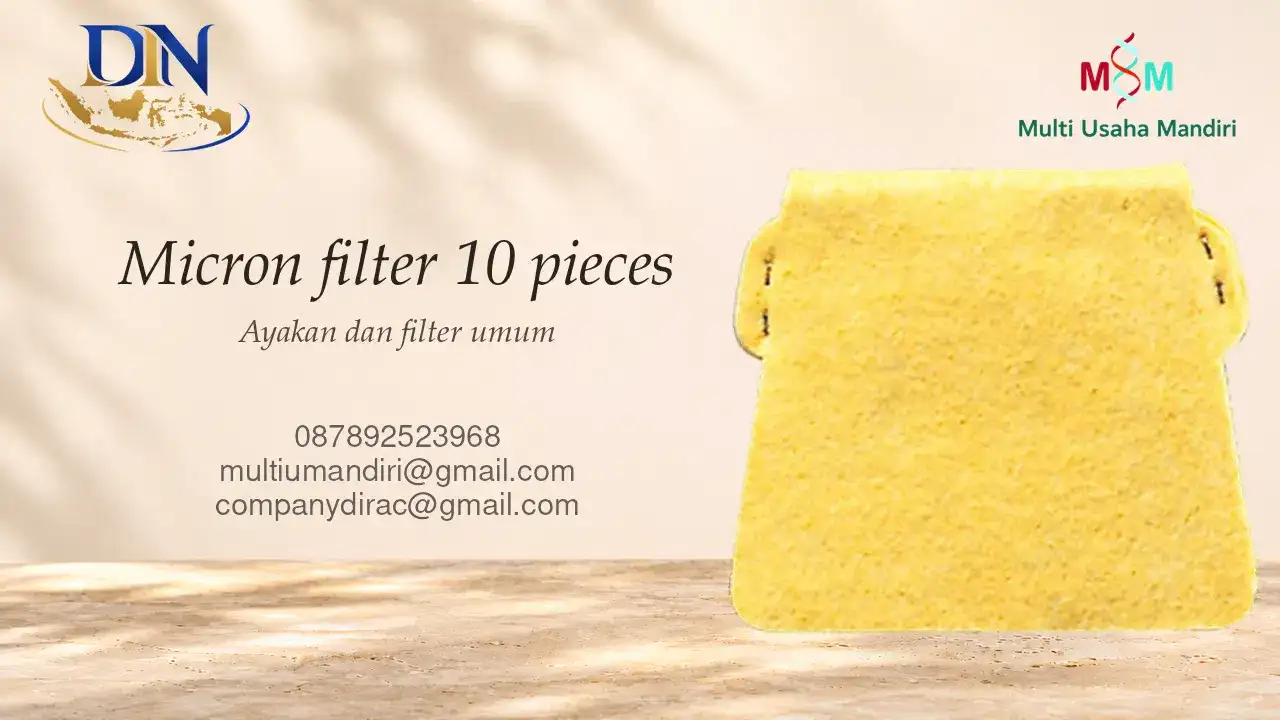 DIN
MSM
Multi Usaha Mandiri
Micron filter 10 pieces
Ayakan dan filter umum
087892523968
multiumandiri@gmail.com
companydirac@gmail.com